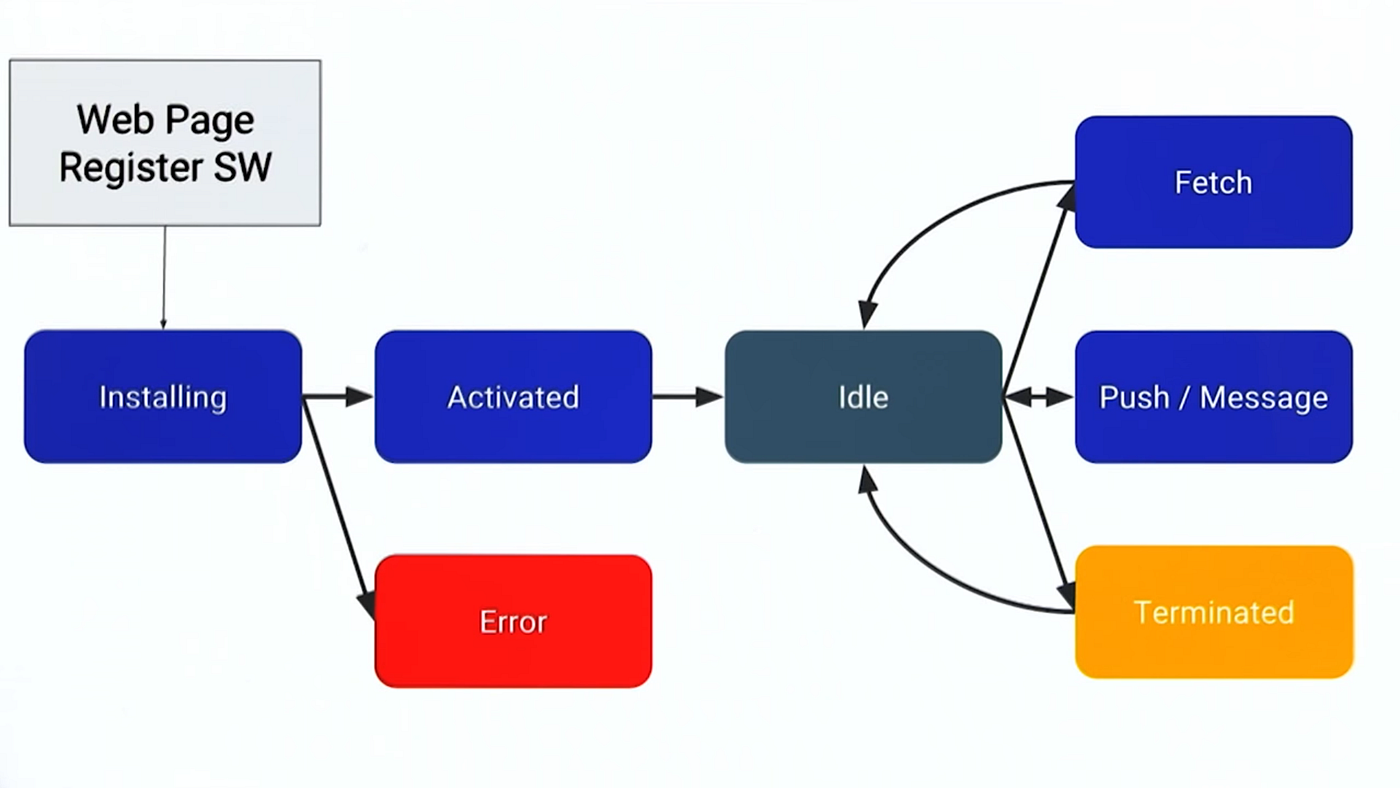 Web Page
Register SW
Fetch
Installing
Activated
Idle
Push / Message
Error
Terminated